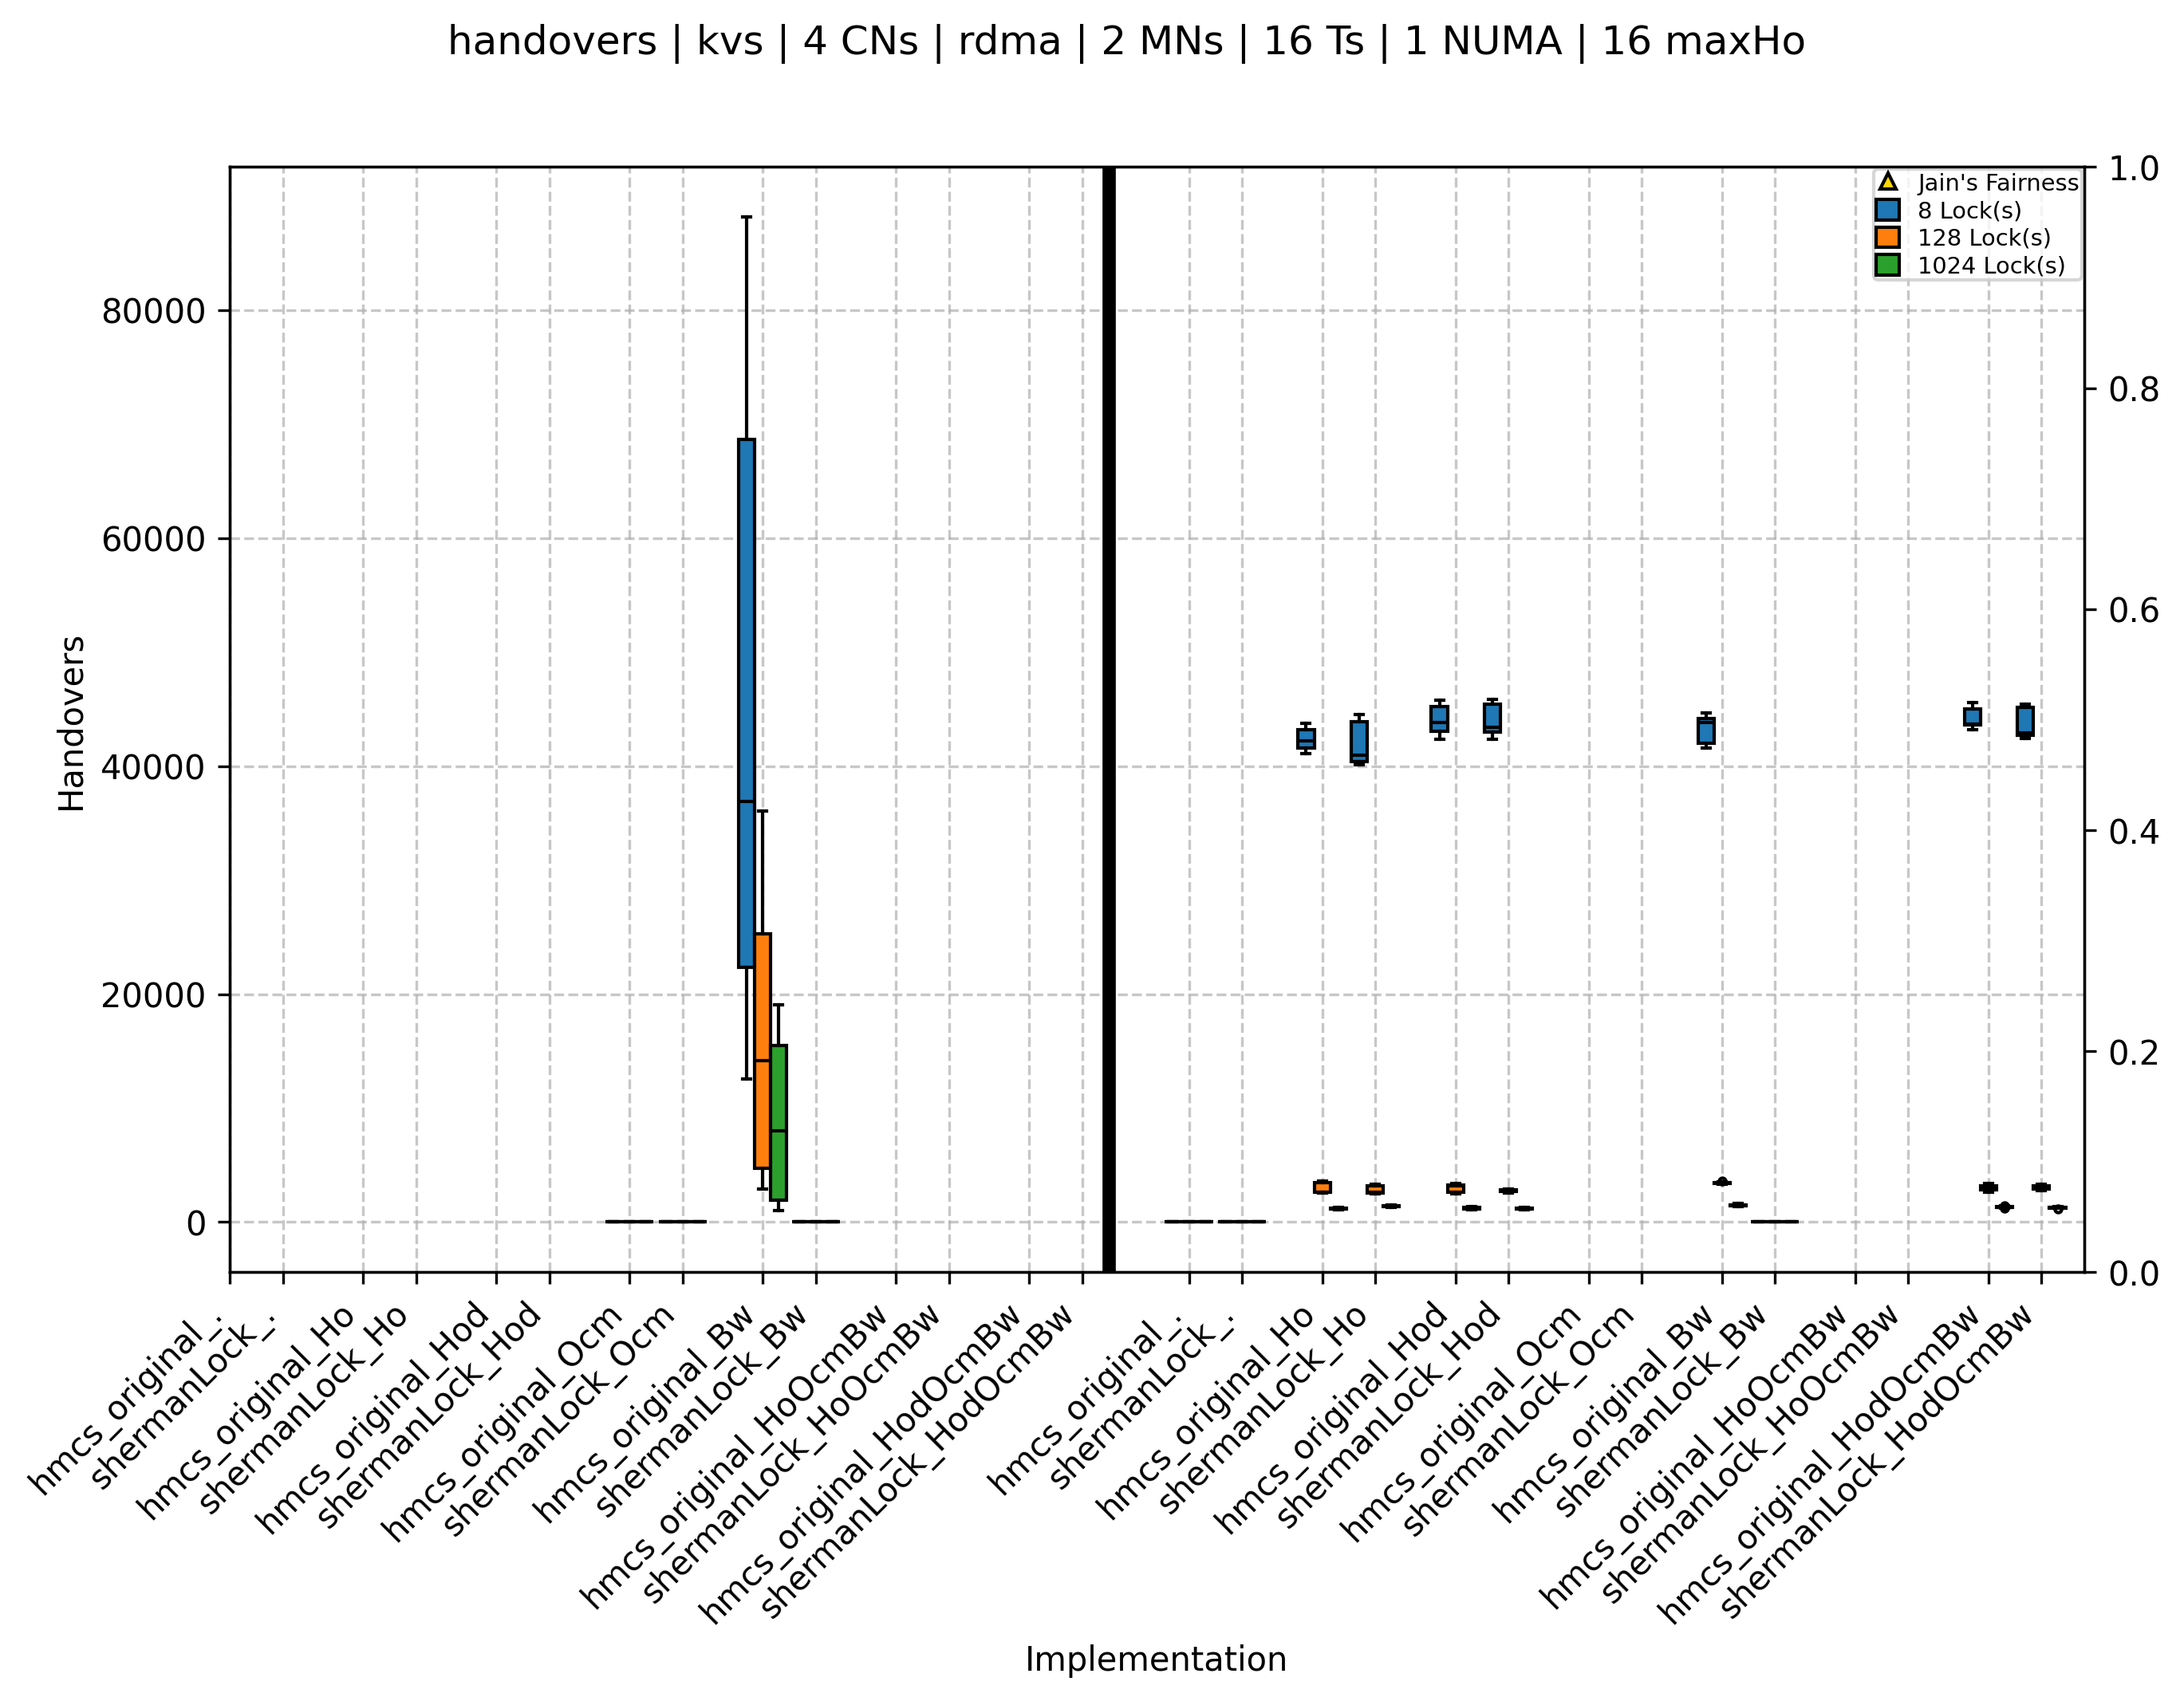 handovers | kvs | 4 CNs | rdma | 2 MNs | 16 Ts | 1 NUMA | 16 maxHo
Jain's Fairness
8 Lock(s)
128 Lock(s)
1024 Lock(s)
Handovers
80000
60000
40000
20000
0
1.0
0.8
0.6
0.4
0.2
0.0
hmcs_original_.
shermanLock_.
hmcs_original_Ho
shermanLock_Ho
hmcs_original_Hod
shermanLock_Hod
hmcs_original_Ocm
shermanLock_Ocm
hmcs_original_Bw
shermanLock_Bw
hmcs_original_HoOcmBw
shermanLock_HoOcmBw
hmcs_original_HodOcmBw
shermanLock_HodOcmBw
hmcs_original_.
shermanLock_.
hmcs_original_Ho
shermanLock_Ho
hmcs_original_Hod
shermanLock_Hod
hmcs_original_Ocm
shermanLock_Ocm
hmcs_original_Bw
shermanLock_Bw
hmcs_original_HoOcmBw
shermanLock_HoOcmBw
hmcs_original_HodOcmBw
shermanLock_HodOcmBw
Implementation